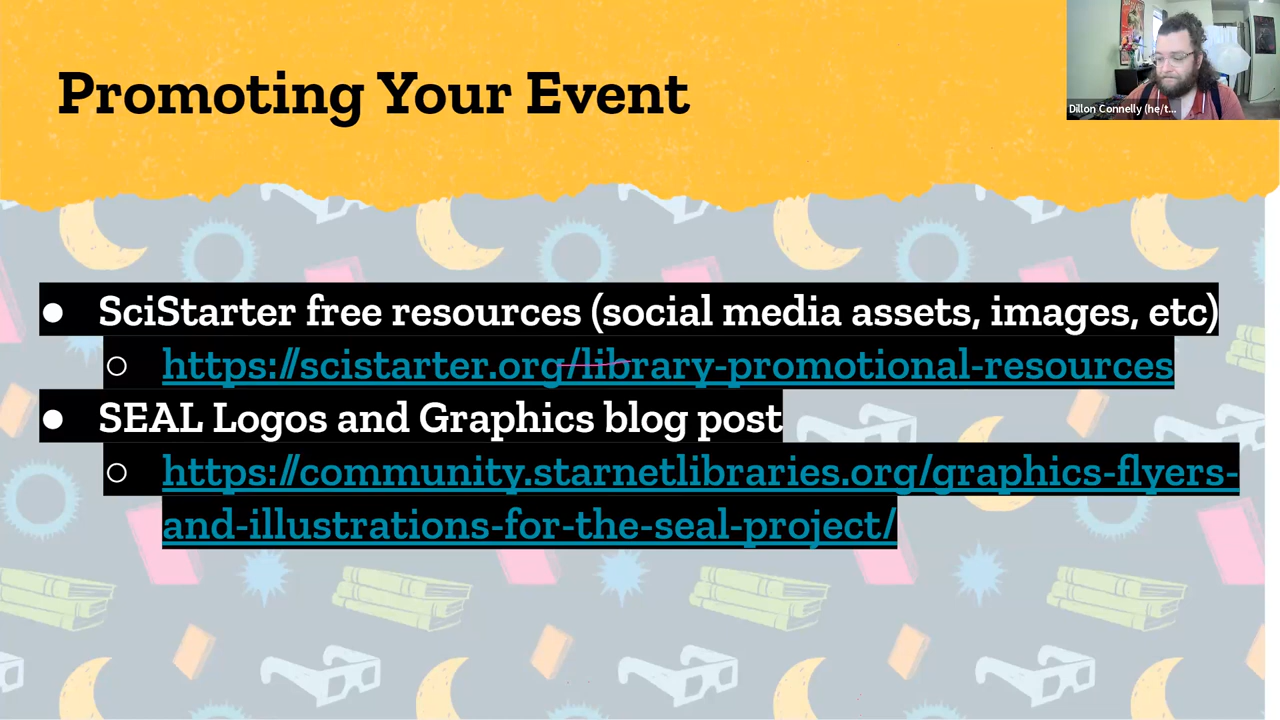 Promoting Your Event
Dillon Connelly (he/t...
● SciStarter free resources (social media assets, images, etc)
○ https://scistarter.org/library-promotional-resources
● SEAL Logos and Graphics blog post
○ https://community.starnetlibraries.org/graphics-flyers-
and-illustrations-for-the-seal-project/